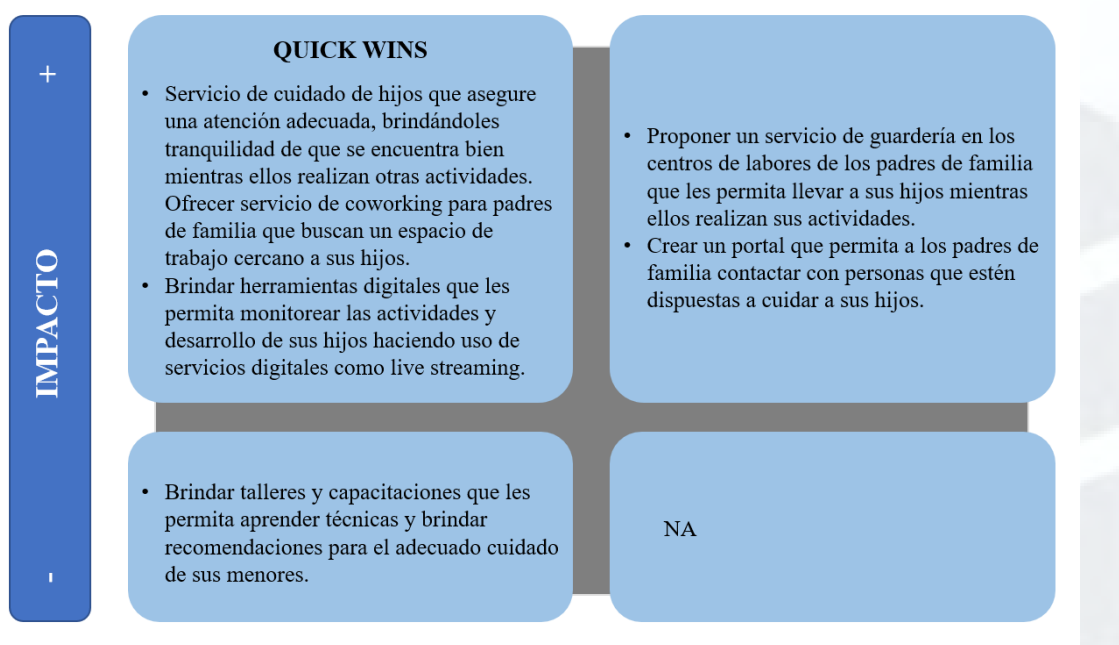 +
IMPACTO
-
QUICK WINS
• Servicio de cuidado de hijos que asegure
una atención adecuada, brindándoles
tranquilidad de que se encuentra bien
mientras ellos realizan otras actividades.
Ofrecer servicio de coworking para padres
de familia que buscan un espacio de
trabajo cercano a sus hijos.
• Brindar herramientas digitales que les
permita monitorear las actividades y
desarrollo de sus hijos haciendo uso de
servicios digitales como live streaming.
• Proponer un servicio de guardería en los
centros de labores de los padres de familia
que les permita llevar a sus hijos mientras
ellos realizan sus actividades.
• Crear un portal que permita a los padres de
familia contactar con personas que estén
dispuestas a cuidar a sus hijos.
• Brindar talleres y capacitaciones que les
permita aprender técnicas y brindar
recomendaciones para el adecuado cuidado
de sus menores.
NA